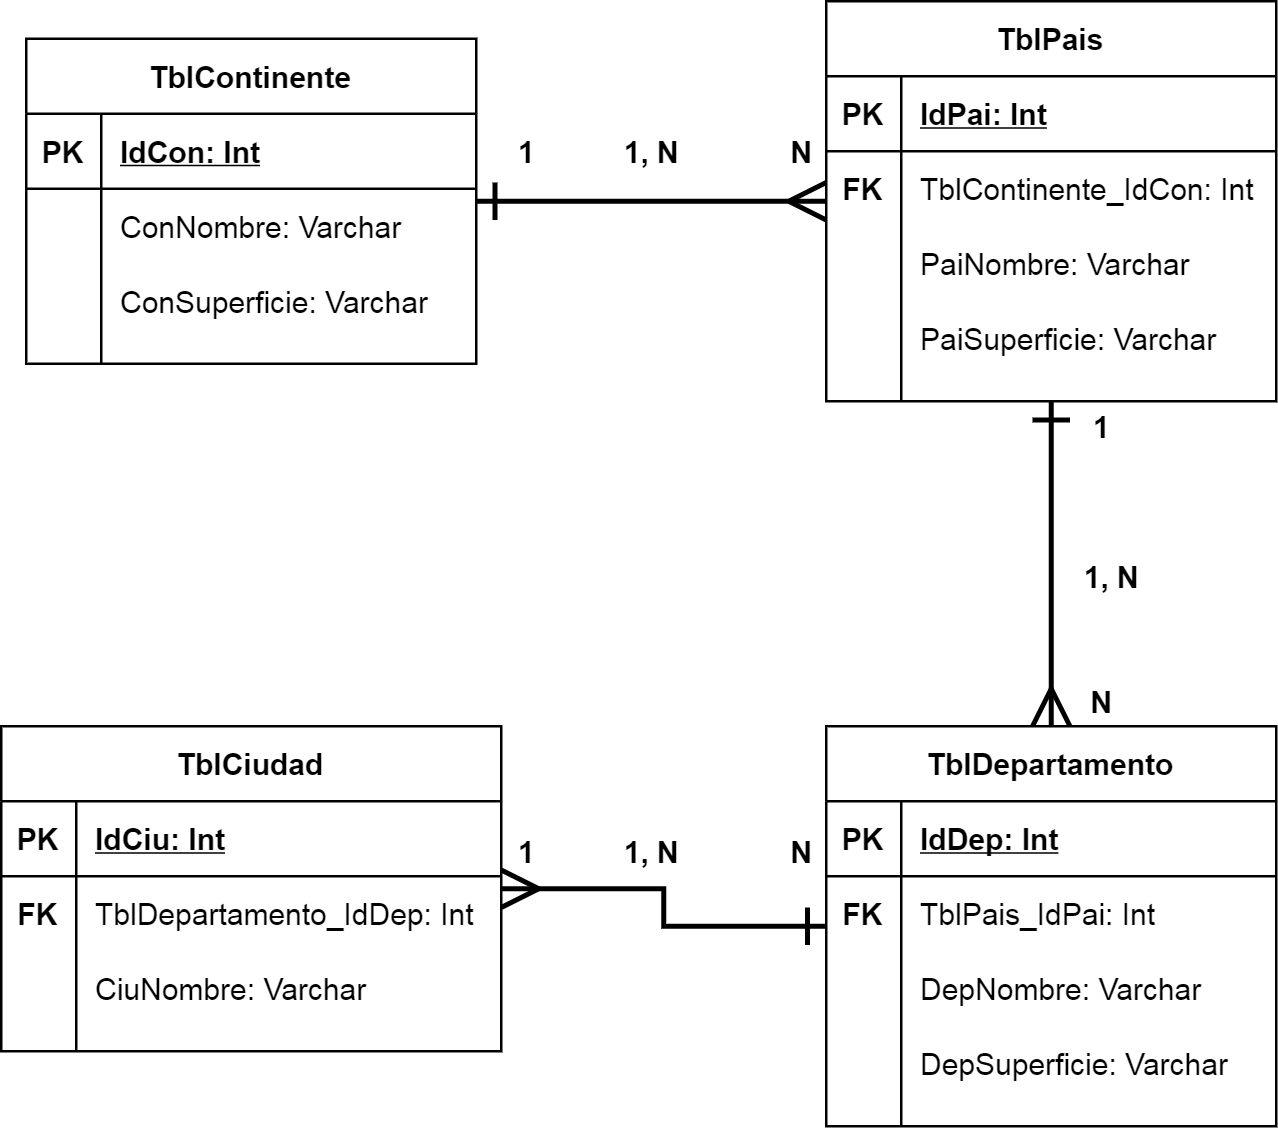 TblContinente
PK IdCon: Int
ConNombre: Varchar
ConSuperficie: Varchar
1 1, N N
TblPais
PK IdPai: Int
FK TblContinente_IdCon: Int
PaiNombre: Varchar
PaiSuperficie: Varchar
1
1, N
N
TblCiudad
PK IdCiu: Int
FK TblDepartamento_IdDep: Int
CiuNombre: Varchar
1 1, N N
TblDepartamento
PK IdDep: Int
FK TblPais_IdPai: Int
DepNombre: Varchar
DepSuperficie: Varchar